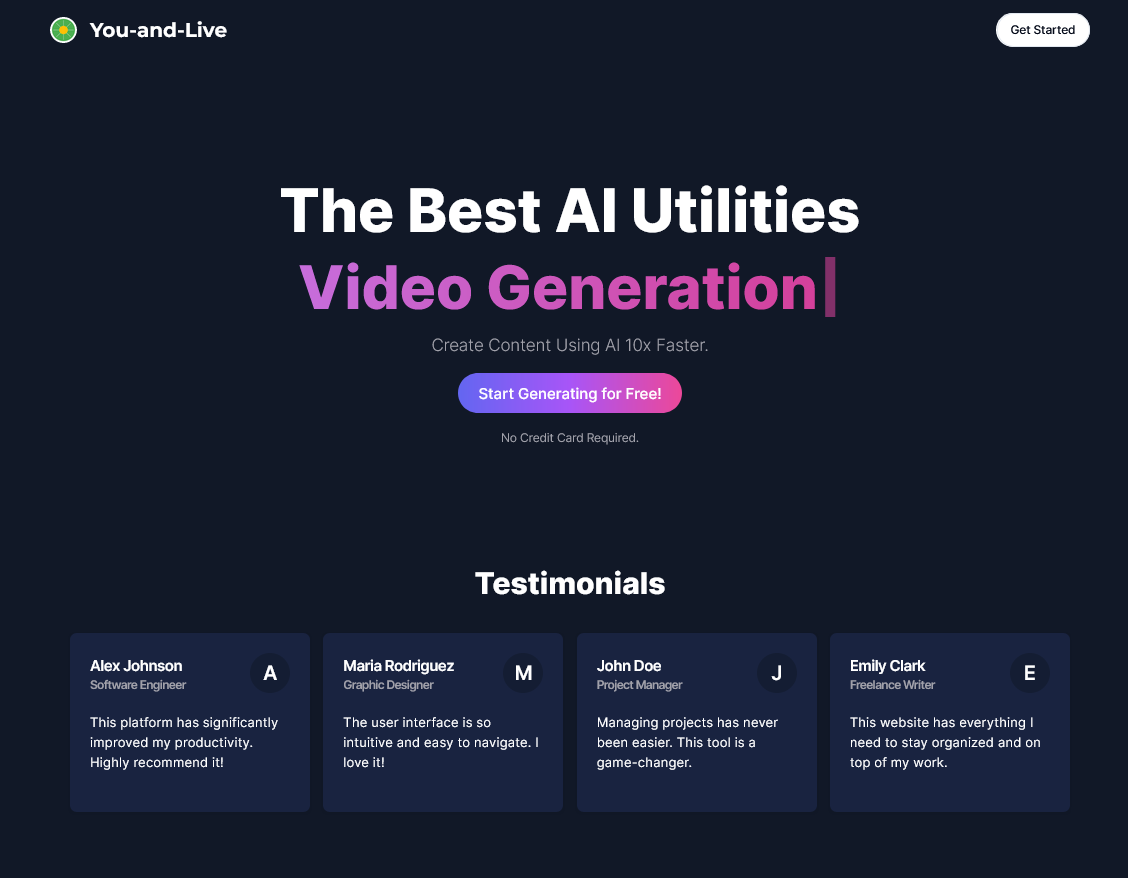 You-and-Live
Get Started
The Best AI Utilities
Video Generation
Create Content Using AI 10x Faster.
Start Generating for Free!
No Credit Card Required.
Testimonials
Alex Johnson
Software Engineer
A
This platform has significantly
improved my productivity.
Highly recommend it!
Maria Rodriguez
Graphic Designer
M
The user interface is so
intuitive and easy to navigate. I
love it!
John Doe
Project Manager
J
Managing projects has never
been easier. This tool is a
game-changer.
Emily Clark
Freelance Writer
E
This website has everything I
need to stay organized and on
top of my work.